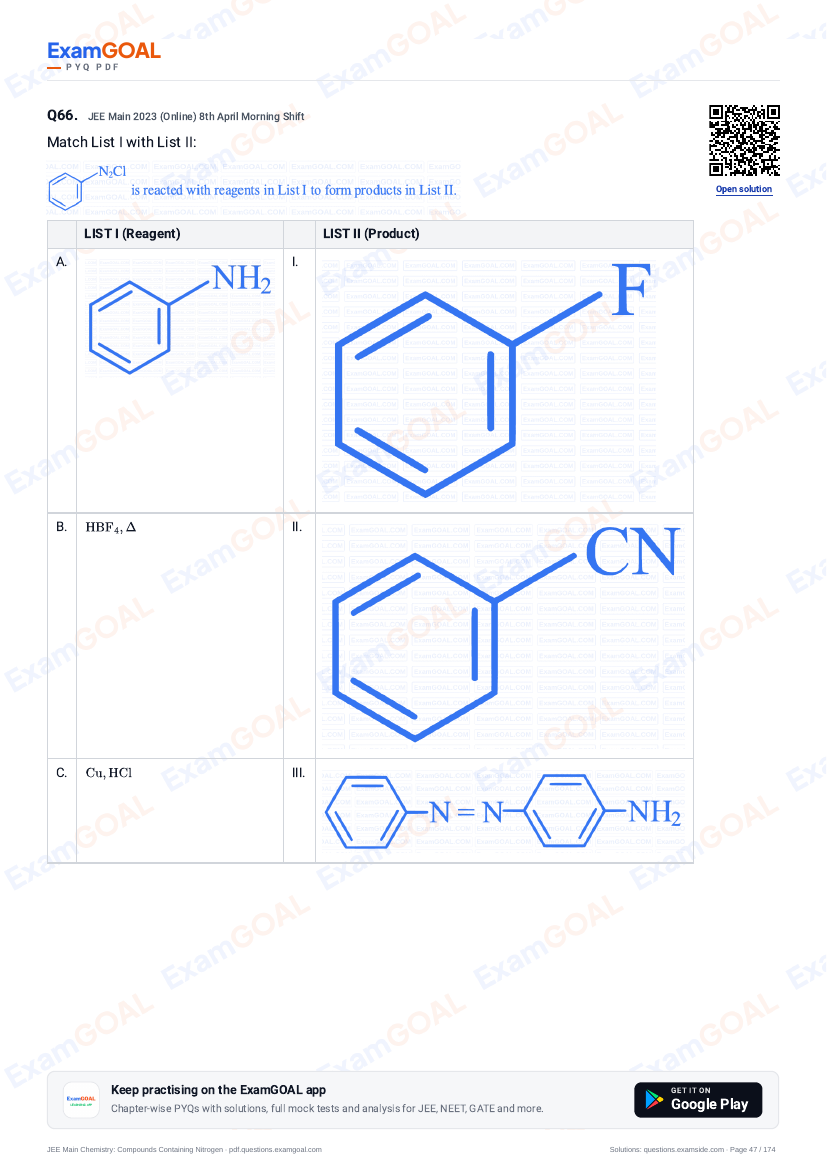 ExamGOAL
PYQ PDF
Q66. JEE Main 2023 (Online) 8th April Morning Shift
Match List I with List II:
Open solution
N₂Cl
is reacted with reagents in List I to form products in List II.
LIST I (Reagent) LIST II (Product)
A. NH₂ I. F
B. HBF₄, Δ II. CN
C. Cu, HCl III. N = N NH₂
Keep practising on the ExamGOAL app
Chapter-wise PYQs with solutions, full mock tests and analysis for JEE, NEET, GATE and more.
GET IT ON
Google Play
JEE Main Chemistry: Compounds Containing Nitrogen · pdf.questions.examgoal.com
Solutions: questions.examside.com · Page 47 / 174